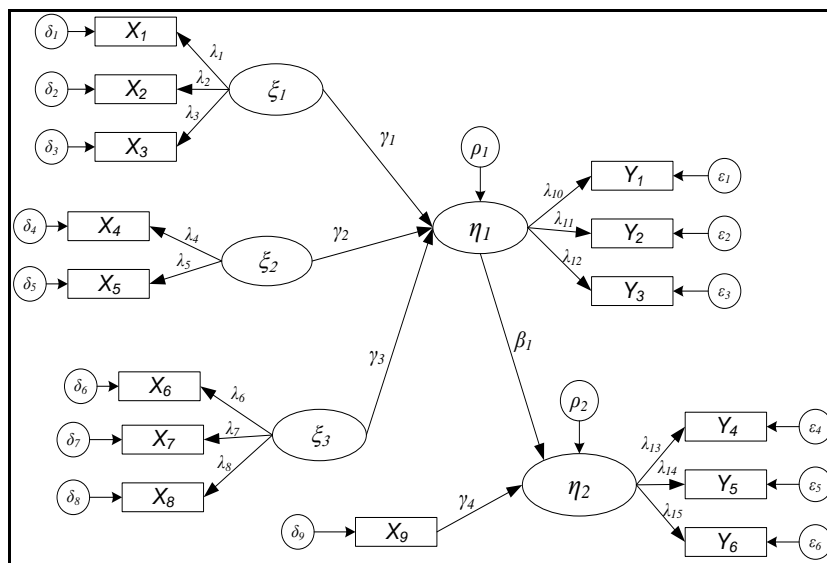 δ1 X1 λ1
δ2 X2 λ2 ξ1
δ3 X3 λ3
γ1
ρ1
λ10 Y1 ε1
δ4 X4 λ4 γ2 η1 λ11 Y2 ε2
δ5 X5 λ5 ξ2 λ12 Y3 ε3
γ3 β1
δ6 X6 λ6
δ7 X7 λ7 ξ3
δ8 X8 λ8
ρ2
λ13 Y4 ε4
γ4 η2 λ14 Y5 ε5
δ9 X9 λ15 Y6 ε6